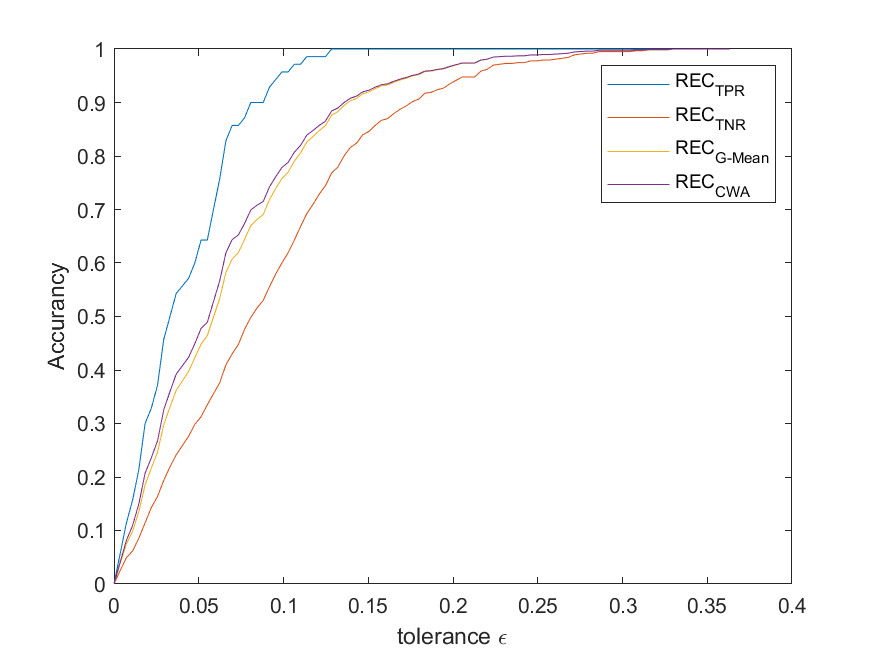 1
0.9
0.8
0.7
0.6
0.5
0.4
0.3
0.2
0.1
0
Accurancy
0 0.05 0.1 0.15 0.2 0.25 0.3 0.35 0.4
tolerance ϵ
REC_TPR
REC_TNR
REC_G-Mean
REC_CWA